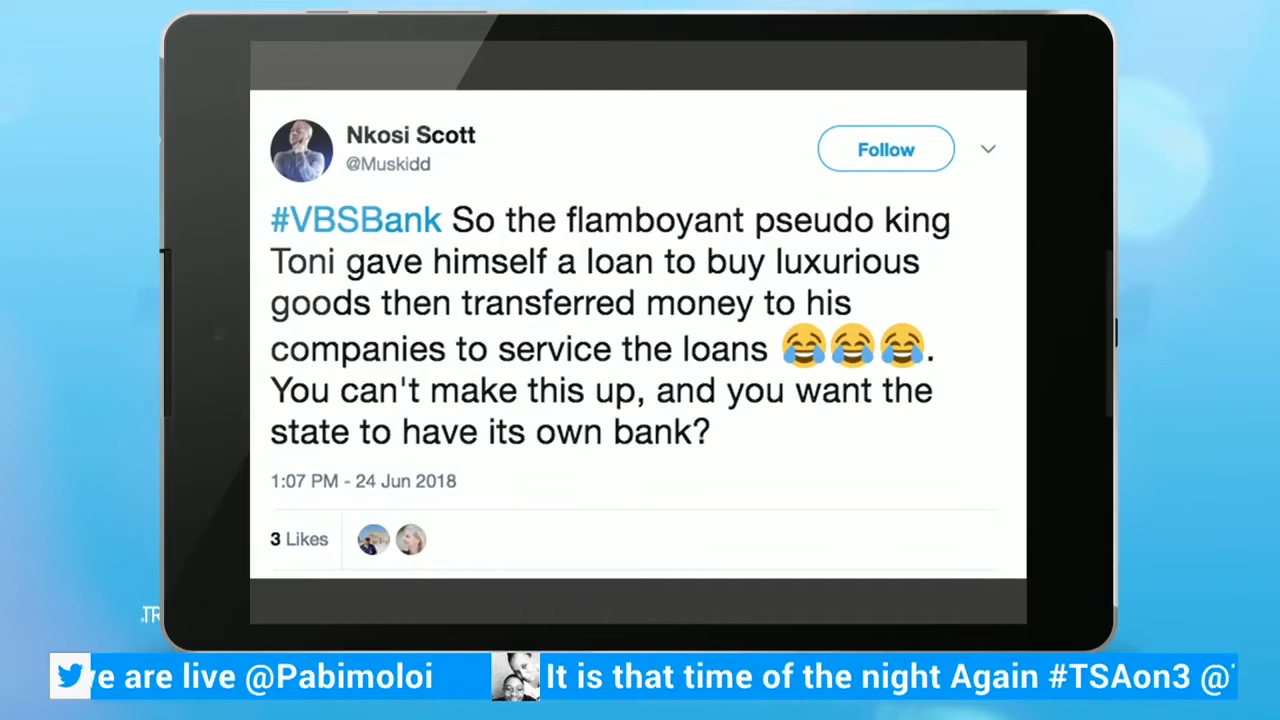 Nkosi Scott
@Muskidd
Follow
#VBSBank So the flamboyant pseudo king
Toni gave himself a loan to buy luxurious
goods then transferred money to his
companies to service the loans 😂😂😂.
You can't make this up, and you want the
state to have its own bank?
1:07 PM - 24 Jun 2018
3 Likes
.TR
e are live @Pabimoloi It is that time of the night Again #TSAon3 @